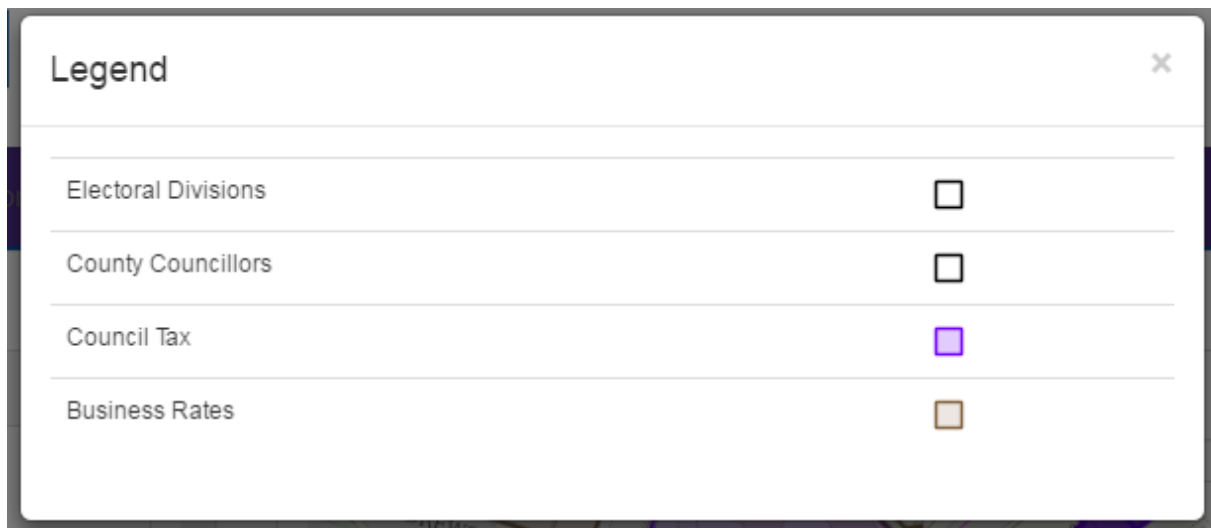 Legend
×
Electoral Divisions
County Councillors
Council Tax
Business Rates